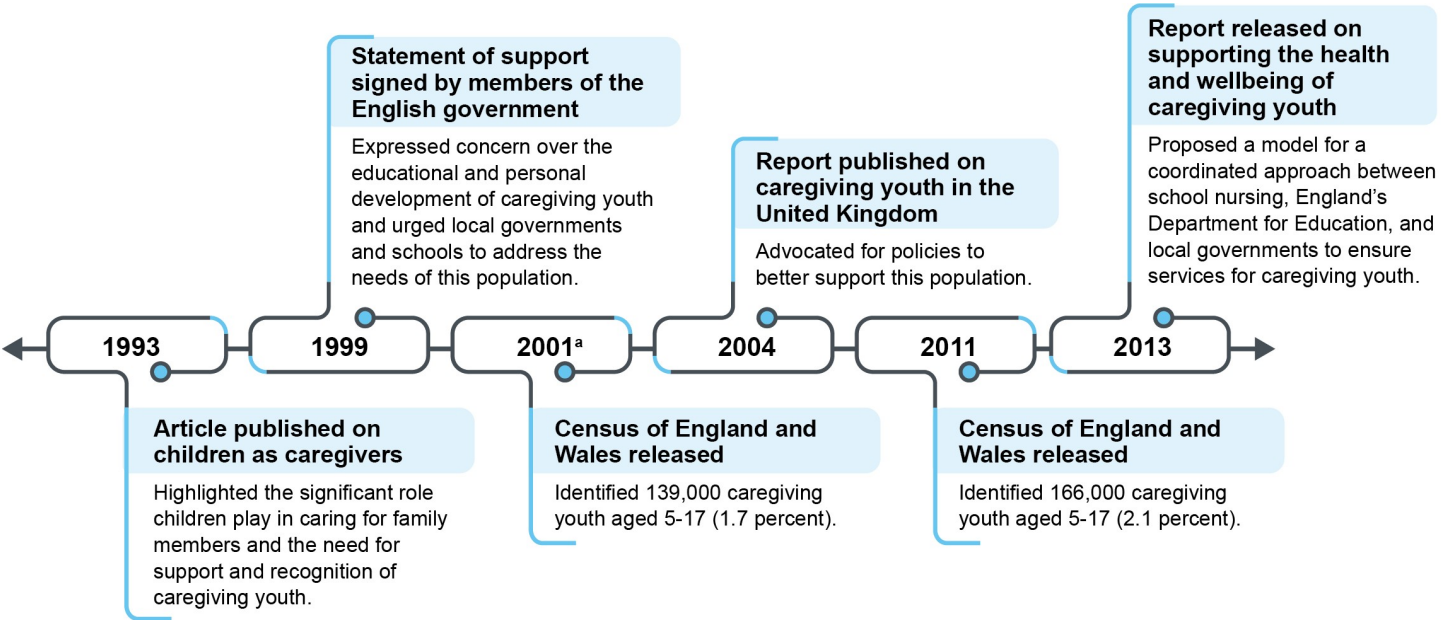 Statement of support
signed by members of the
English government
Expressed concern over the
educational and personal
development of caregiving youth
and urged local governments
and schools to address the
needs of this population.
Report published on
caregiving youth in the
United Kingdom
Advocated for policies to
better support this population.
Report released on
supporting the health
and wellbeing of
caregiving youth
Proposed a model for a
coordinated approach between
school nursing, England’s
Department for Education, and
local governments to ensure
services for caregiving youth.
1993
1999
2001ª
2004
2011
2013
Article published on
children as caregivers
Highlighted the significant role
children play in caring for family
members and the need for
support and recognition of
caregiving youth.
Census of England and
Wales released
Identified 139,000 caregiving
youth aged 5-17 (1.7 percent).
Census of England and
Wales released
Identified 166,000 caregiving
youth aged 5-17 (2.1 percent).